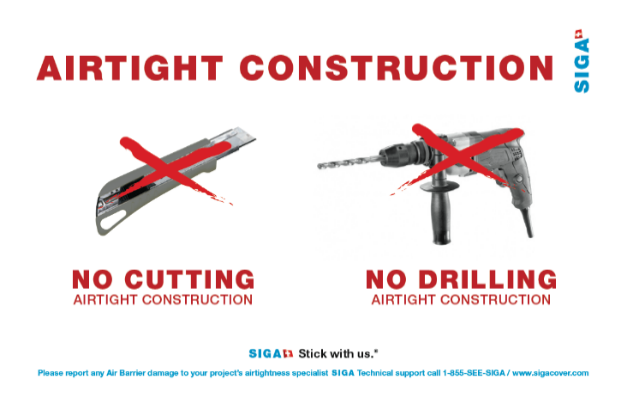 AIRTIGHT CONSTRUCTION
SIGA
NO CUTTING
AIRTIGHT CONSTRUCTION
NO DRILLING
AIRTIGHT CONSTRUCTION
SIGA Stick with us.®
Please report any Air Barrier damage to your project's airtightness specialist SIGA Technical support call 1-855-SEE-SIGA / www.sigacover.com